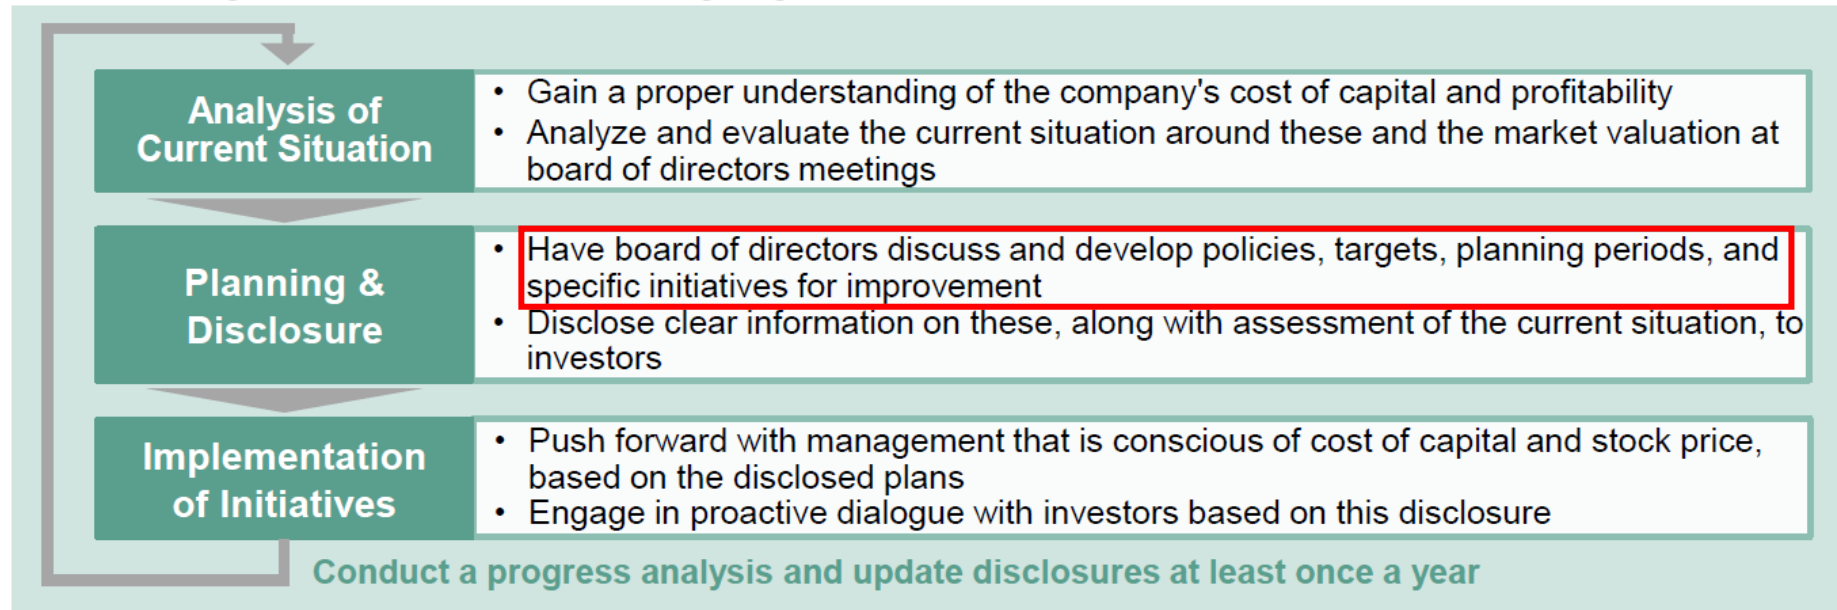 Analysis of
Current Situation
• Gain a proper understanding of the company's cost of capital and profitability
• Analyze and evaluate the current situation around these and the market valuation at
board of directors meetings
Planning &
Disclosure
• Have board of directors discuss and develop policies, targets, planning periods, and
specific initiatives for improvement
• Disclose clear information on these, along with assessment of the current situation, to
investors
Implementation
of Initiatives
• Push forward with management that is conscious of cost of capital and stock price,
based on the disclosed plans
• Engage in proactive dialogue with investors based on this disclosure
Conduct a progress analysis and update disclosures at least once a year